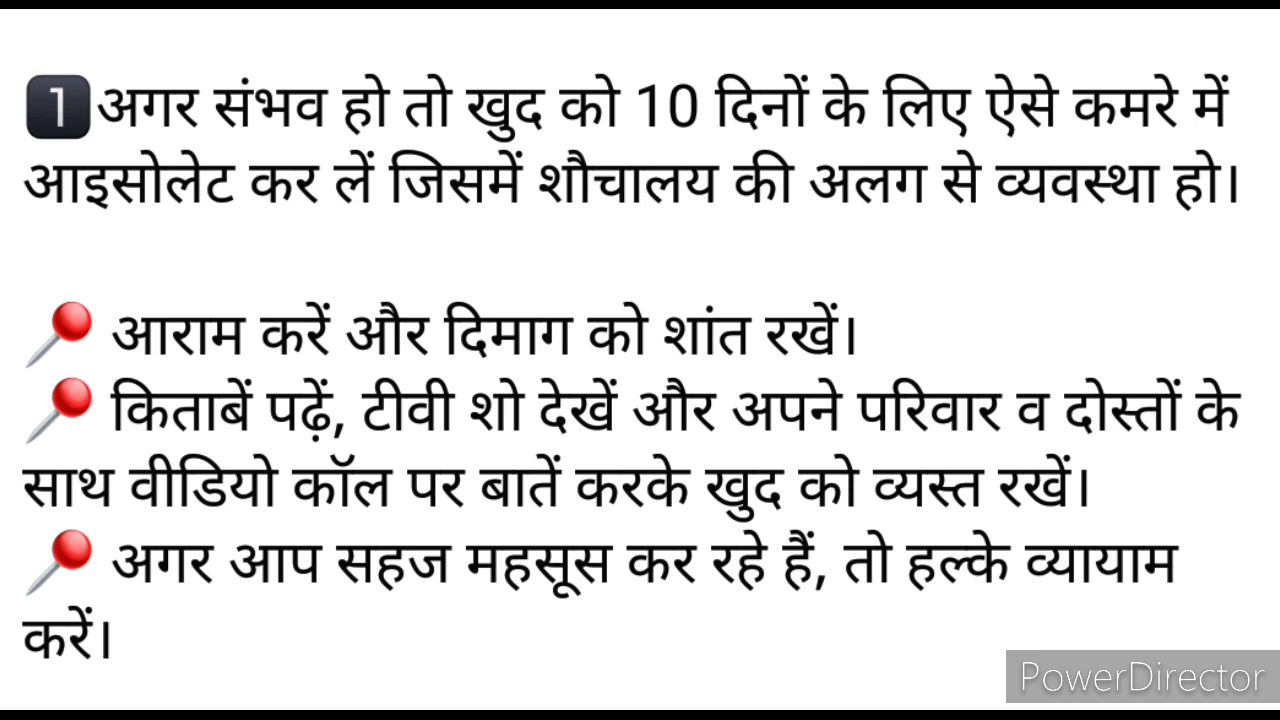 1️⃣अगर संभव हो तो खुद को 10 दिनों के लिए ऐसे कमरे में
आइसोलेट कर लें जिसमें शौचालय की अलग से व्यवस्था हो।
📍 आराम करें और दिमाग को शांत रखें।
📍 किताबें पढ़ें, टीवी शो देखें और अपने परिवार व दोस्तों के
साथ वीडियो कॉल पर बातें करके खुद को व्यस्त रखें।
📍 अगर आप सहज महसूस कर रहे हैं, तो हल्के व्यायाम
करें।
PowerDirector